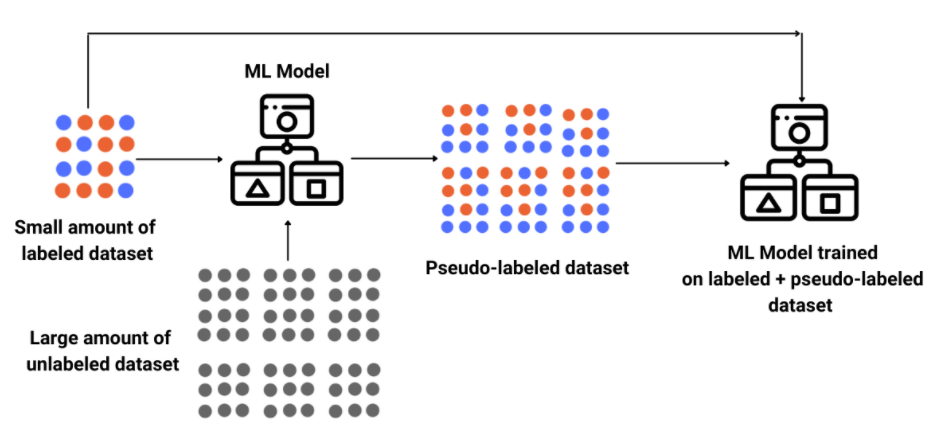 ML Model
Small amount of
labeled dataset
Pseudo-labeled dataset
ML Model trained
on labeled + pseudo-labeled
dataset
Large amount of
unlabeled dataset